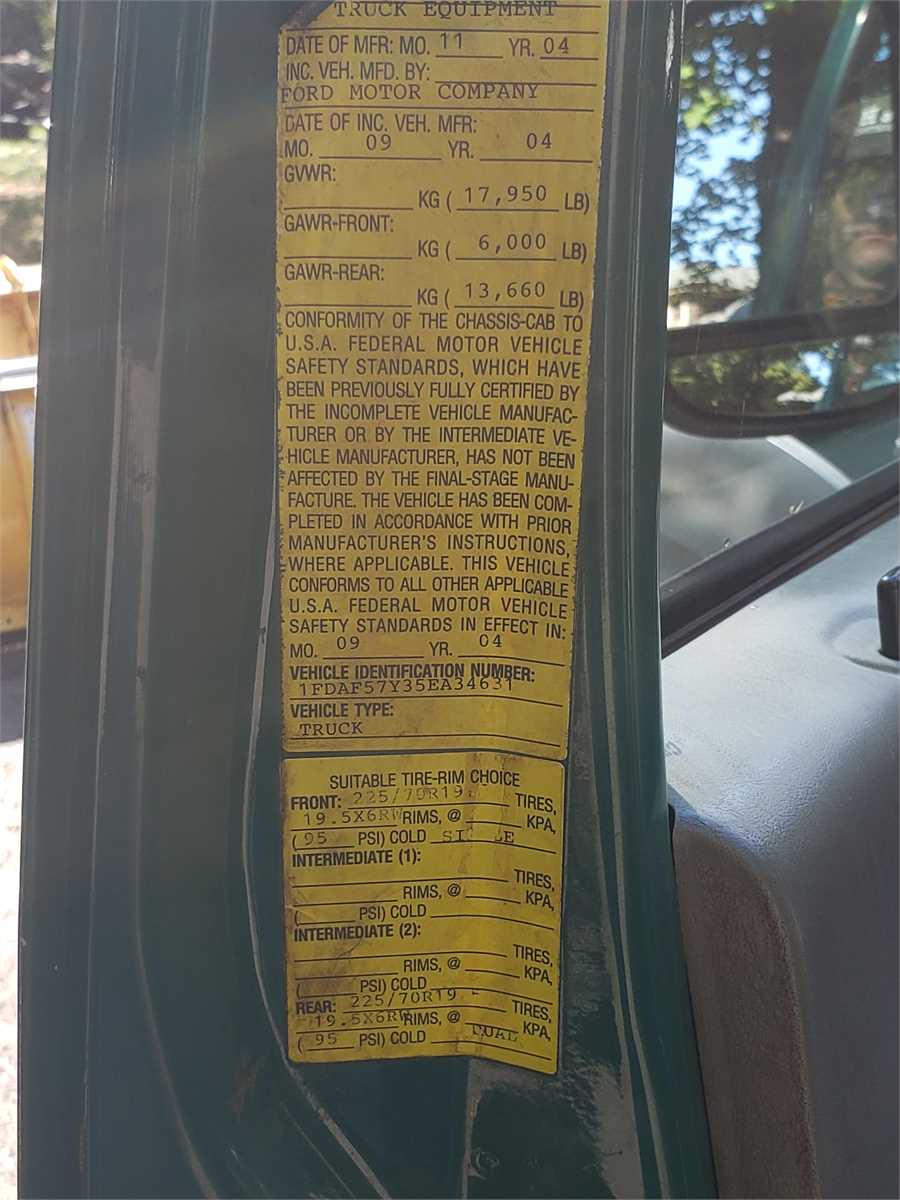 TRUCK EQUIPMENT
DATE OF MFR: MO. 11 YR. 04
INC. VEH. MFD. BY:
FORD MOTOR COMPANY
DATE OF INC. VEH. MFR:
MO. 09 YR. 04
GVWR:
KG ( 17,950 LB)
GAWR-FRONT:
KG ( 6,000 LB)
GAWR-REAR:
KG ( 13,660 LB)
CONFORMITY OF THE CHASSIS-CAB TO
U.S.A. FEDERAL MOTOR VEHICLE
SAFETY STANDARDS, WHICH HAVE
BEEN PREVIOUSLY FULLY CERTIFIED BY
THE INCOMPLETE VEHICLE MANUFAC-
TURER OR BY THE INTERMEDIATE VE-
HICLE MANUFACTURER, HAS NOT BEEN
AFFECTED BY THE FINAL-STAGE MANU-
FACTURE. THE VEHICLE HAS BEEN COM-
PLETED IN ACCORDANCE WITH PRIOR
MANUFACTURER'S INSTRUCTIONS,
WHERE APPLICABLE. THIS VEHICLE
CONFORMS TO ALL OTHER APPLICABLE
U.S.A. FEDERAL MOTOR VEHICLE
SAFETY STANDARDS IN EFFECT IN:
MO. 09 YR. 04
VEHICLE IDENTIFICATION NUMBER:
1FDAF57Y35EA34631
VEHICLE TYPE:
TRUCK
SUITABLE TIRE-RIM CHOICE
FRONT: 225/70R19. TIRES,
19.5X6RW RIMS, @ KPA,
( 95 PSI) COLD
INTERMEDIATE (1):
TIRES,
RIMS, @ KPA,
( PSI) COLD
INTERMEDIATE (2):
TIRES,
RIMS, @ KPA,
( PSI) COLD
REAR: 225/70R19 TIRES,
19.5X6RW RIMS, @ KPA,
( 95 PSI) COLD DUAL